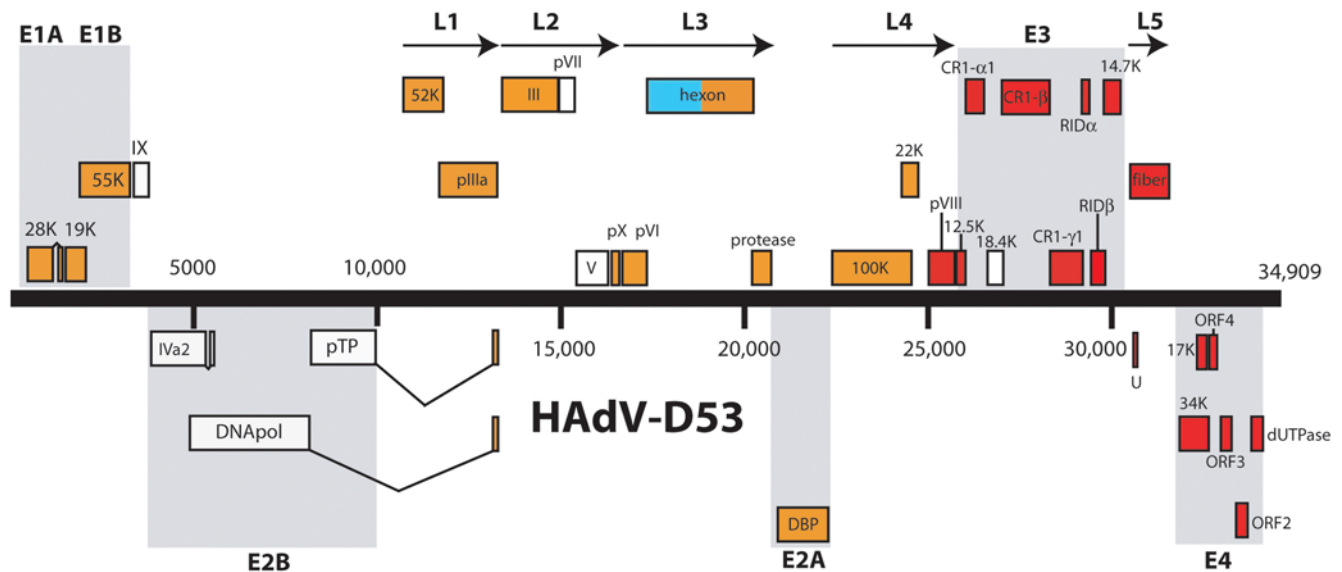 E1A E1B L1 L2 L3 L4 E3 L5
pVII CR1-α1 14.7K
52K III hexon CR1-β
RIDα
IX 22K
55K pIIIa fiber
pVIII RIDβ
28K 19K pX pVI protease 12.5K 18.4K CR1-γ1
5000 10,000 V 100K 34,909
IVa2 pTP 15,000 20,000 25,000 30,000 17K ORF4
U
34K
DNApol HAdV-D53 dUTPase
ORF3
DBP ORF2
E2B E2A E4